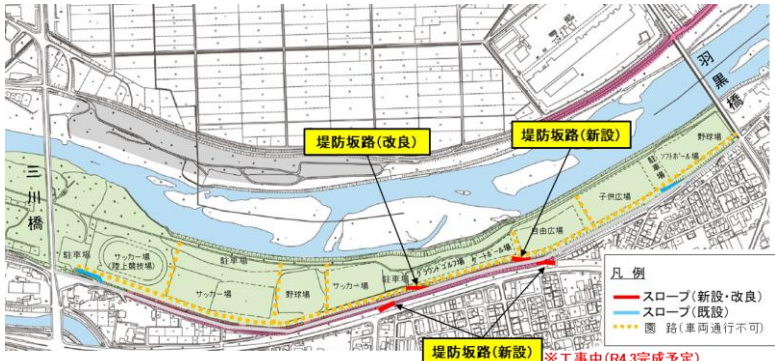 羽黒橋
三川橋
堤防坂路(改良)
堤防坂路(新設)
野球場
ソフトボール場
駐車場
子供広場
自由広場
ゲートボール場
グラウンドゴルフ場
駐車場
サッカー場
(陸上競技場)
駐車場
サッカー場
野球場
サッカー場
堤防坂路(新設)
凡 例
スロープ(新設・改良)
スロープ(既設)
園 路(車両通行不可)
※工事中(R4.3完成予定)